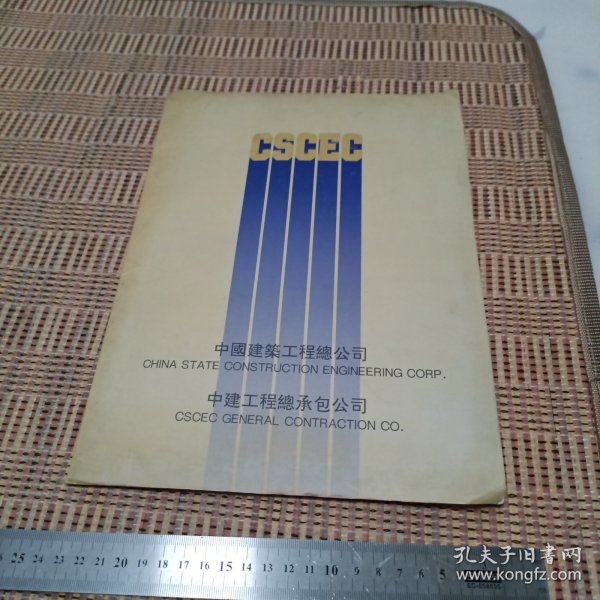 CSCEC
中國建築工程總公司
CHINA STATE CONSTRUCTION ENGINEERING CORP.
中建工程總承包公司
CSCEC GENERAL CONTRACTION CO.
25 24 23 22 21 20 19 18 17 16 15 14 13 12 11 10 9 8 7 6 5
孔夫子旧書网
www.kongfz.com